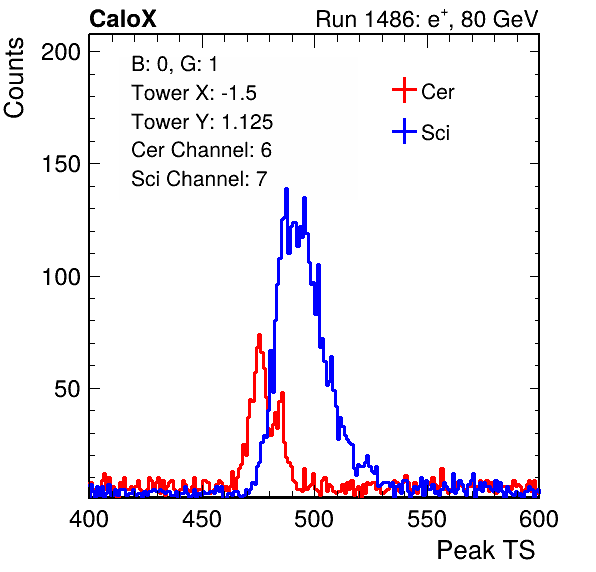 CaloX Run 1486: e⁺, 80 GeV
Counts
200
150
100
50
B: 0, G: 1
Tower X: -1.5
Tower Y: 1.125
Cer Channel: 6
Sci Channel: 7
Cer
Sci
400 450 500 550 600
Peak TS